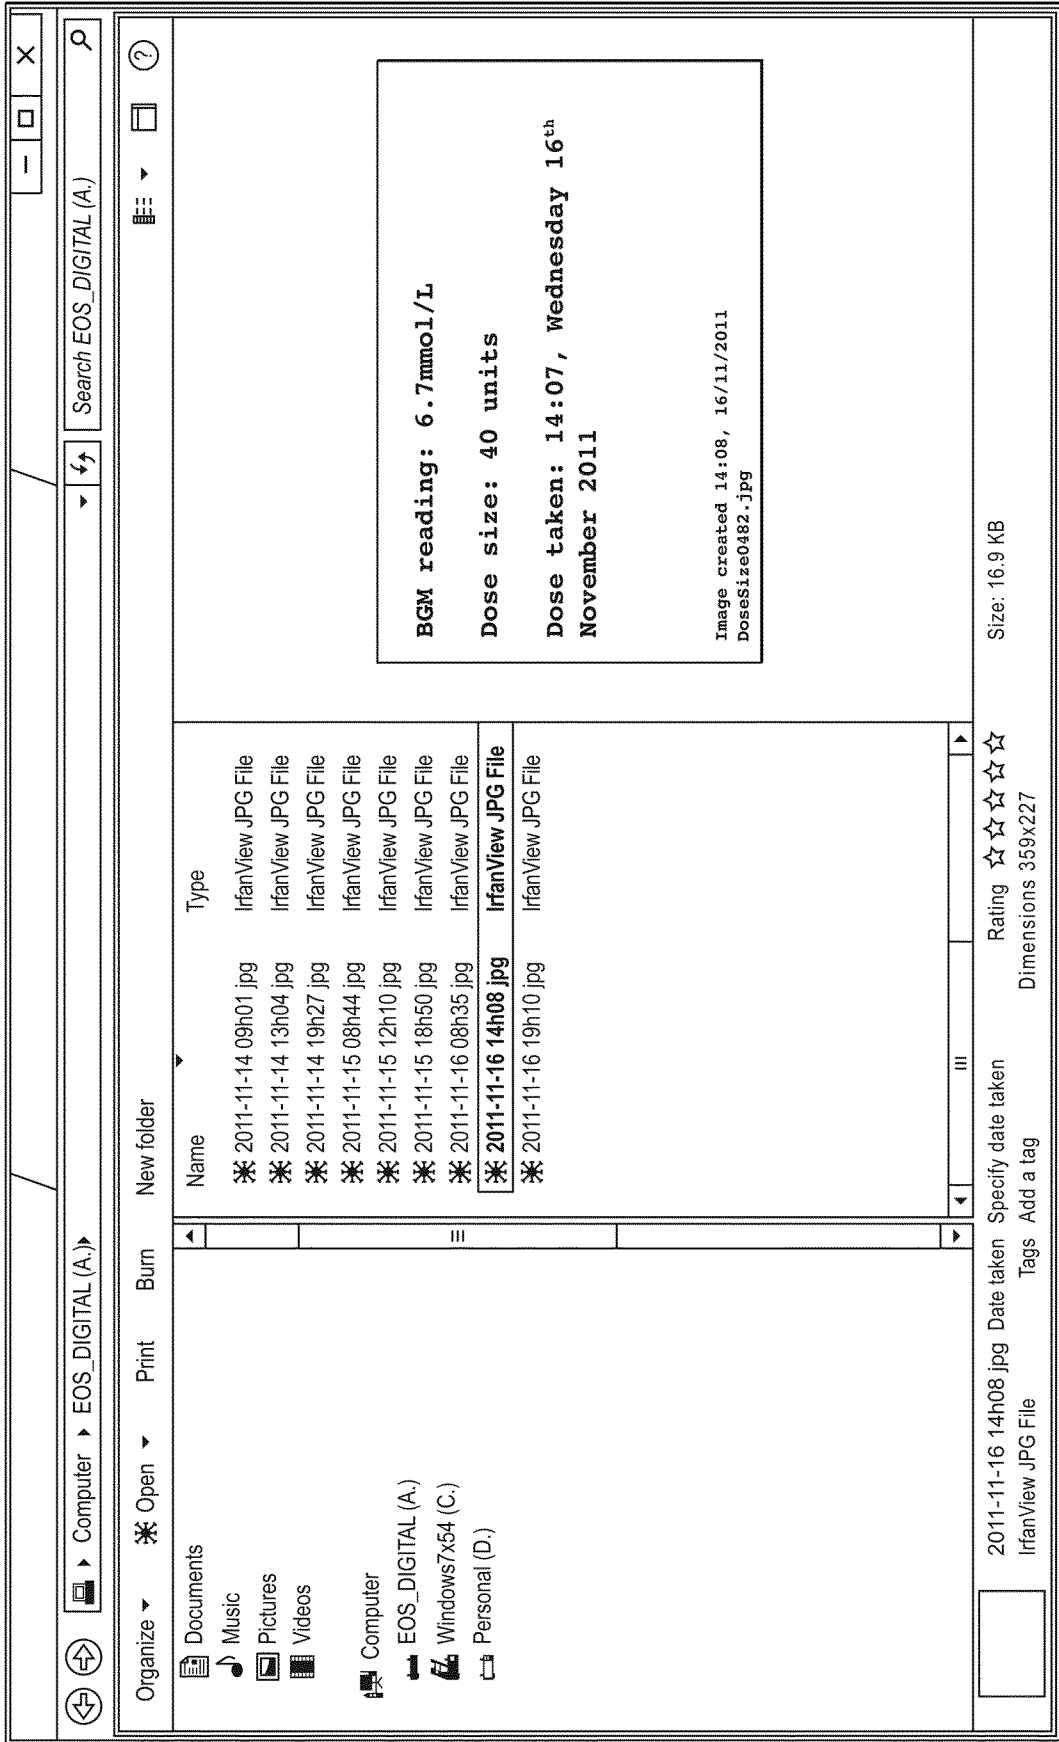 Computer EOS_DIGITAL (A.) Search EOS_DIGITAL (A.)
Organize Open Print Burn New folder
Documents
Music
Pictures
Videos
Computer
EOS_DIGITAL (A.)
Windows7x54 (C.)
Personal (D.)
Name Type
2011-11-14 09h01 jpg IrfanView JPG File
2011-11-14 13h04 jpg IrfanView JPG File
2011-11-14 19h27 jpg IrfanView JPG File
2011-11-15 08h44 jpg IrfanView JPG File
2011-11-15 12h10 jpg IrfanView JPG File
2011-11-15 18h50 jpg IrfanView JPG File
2011-11-16 08h35 jpg IrfanView JPG File
2011-11-16 14h08 jpg IrfanView JPG File
2011-11-16 19h10 jpg IrfanView JPG File
BGM reading: 6.7mmol/L
Dose size: 40 units
Dose taken: 14:07, Wednesday 16th
November 2011
Image created 14:08, 16/11/2011
DoseSize0482.jpg
2011-11-16 14h08 jpg Date taken Specify date taken Rating ☆☆☆☆☆ Size: 16.9 KB
IrfanView JPG File Tags Add a tag Dimensions 359x227